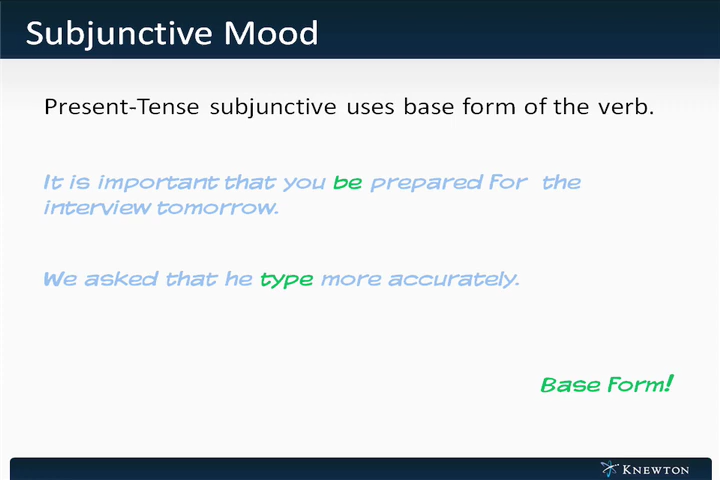 Subjunctive Mood
Present-Tense subjunctive uses base form of the verb.
It is important that you be prepared for the
interview tomorrow.
We asked that he type more accurately.
Base Form!
KNEWTON